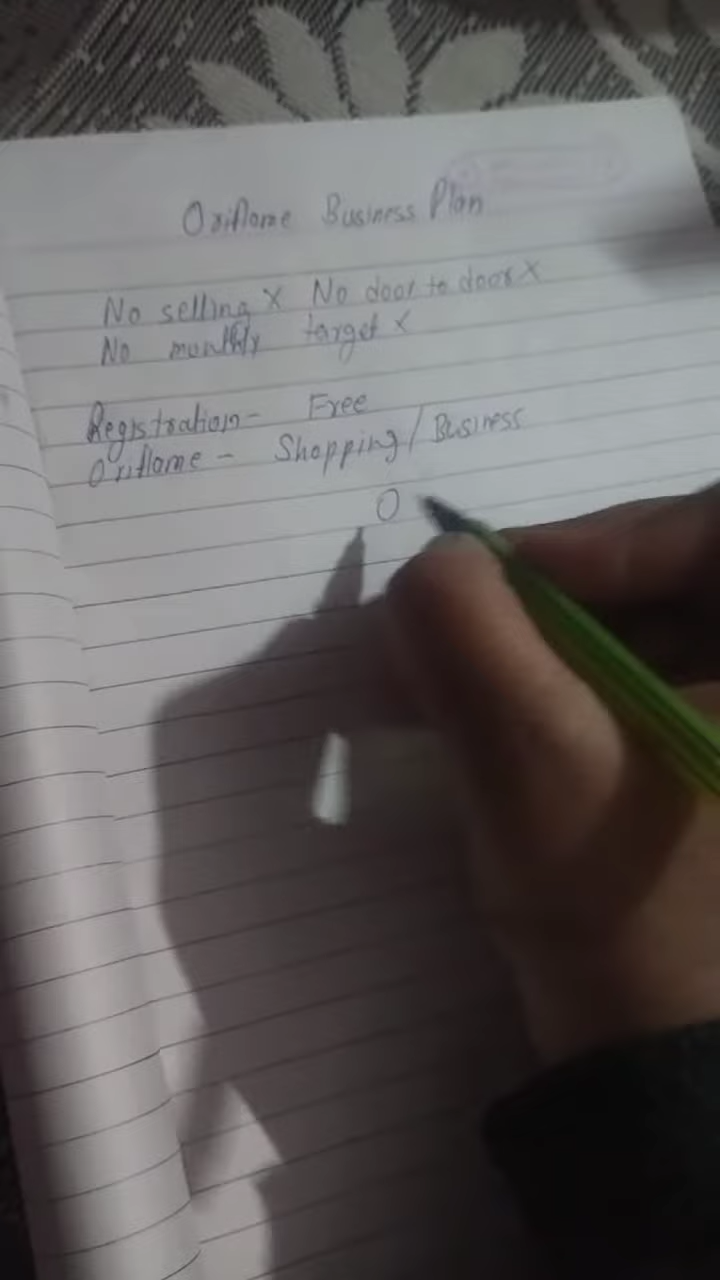 Oriflame Business Plan
No selling X No door to door X
No monthly target X
Registration - Free
Oriflame - Shopping / Business
O